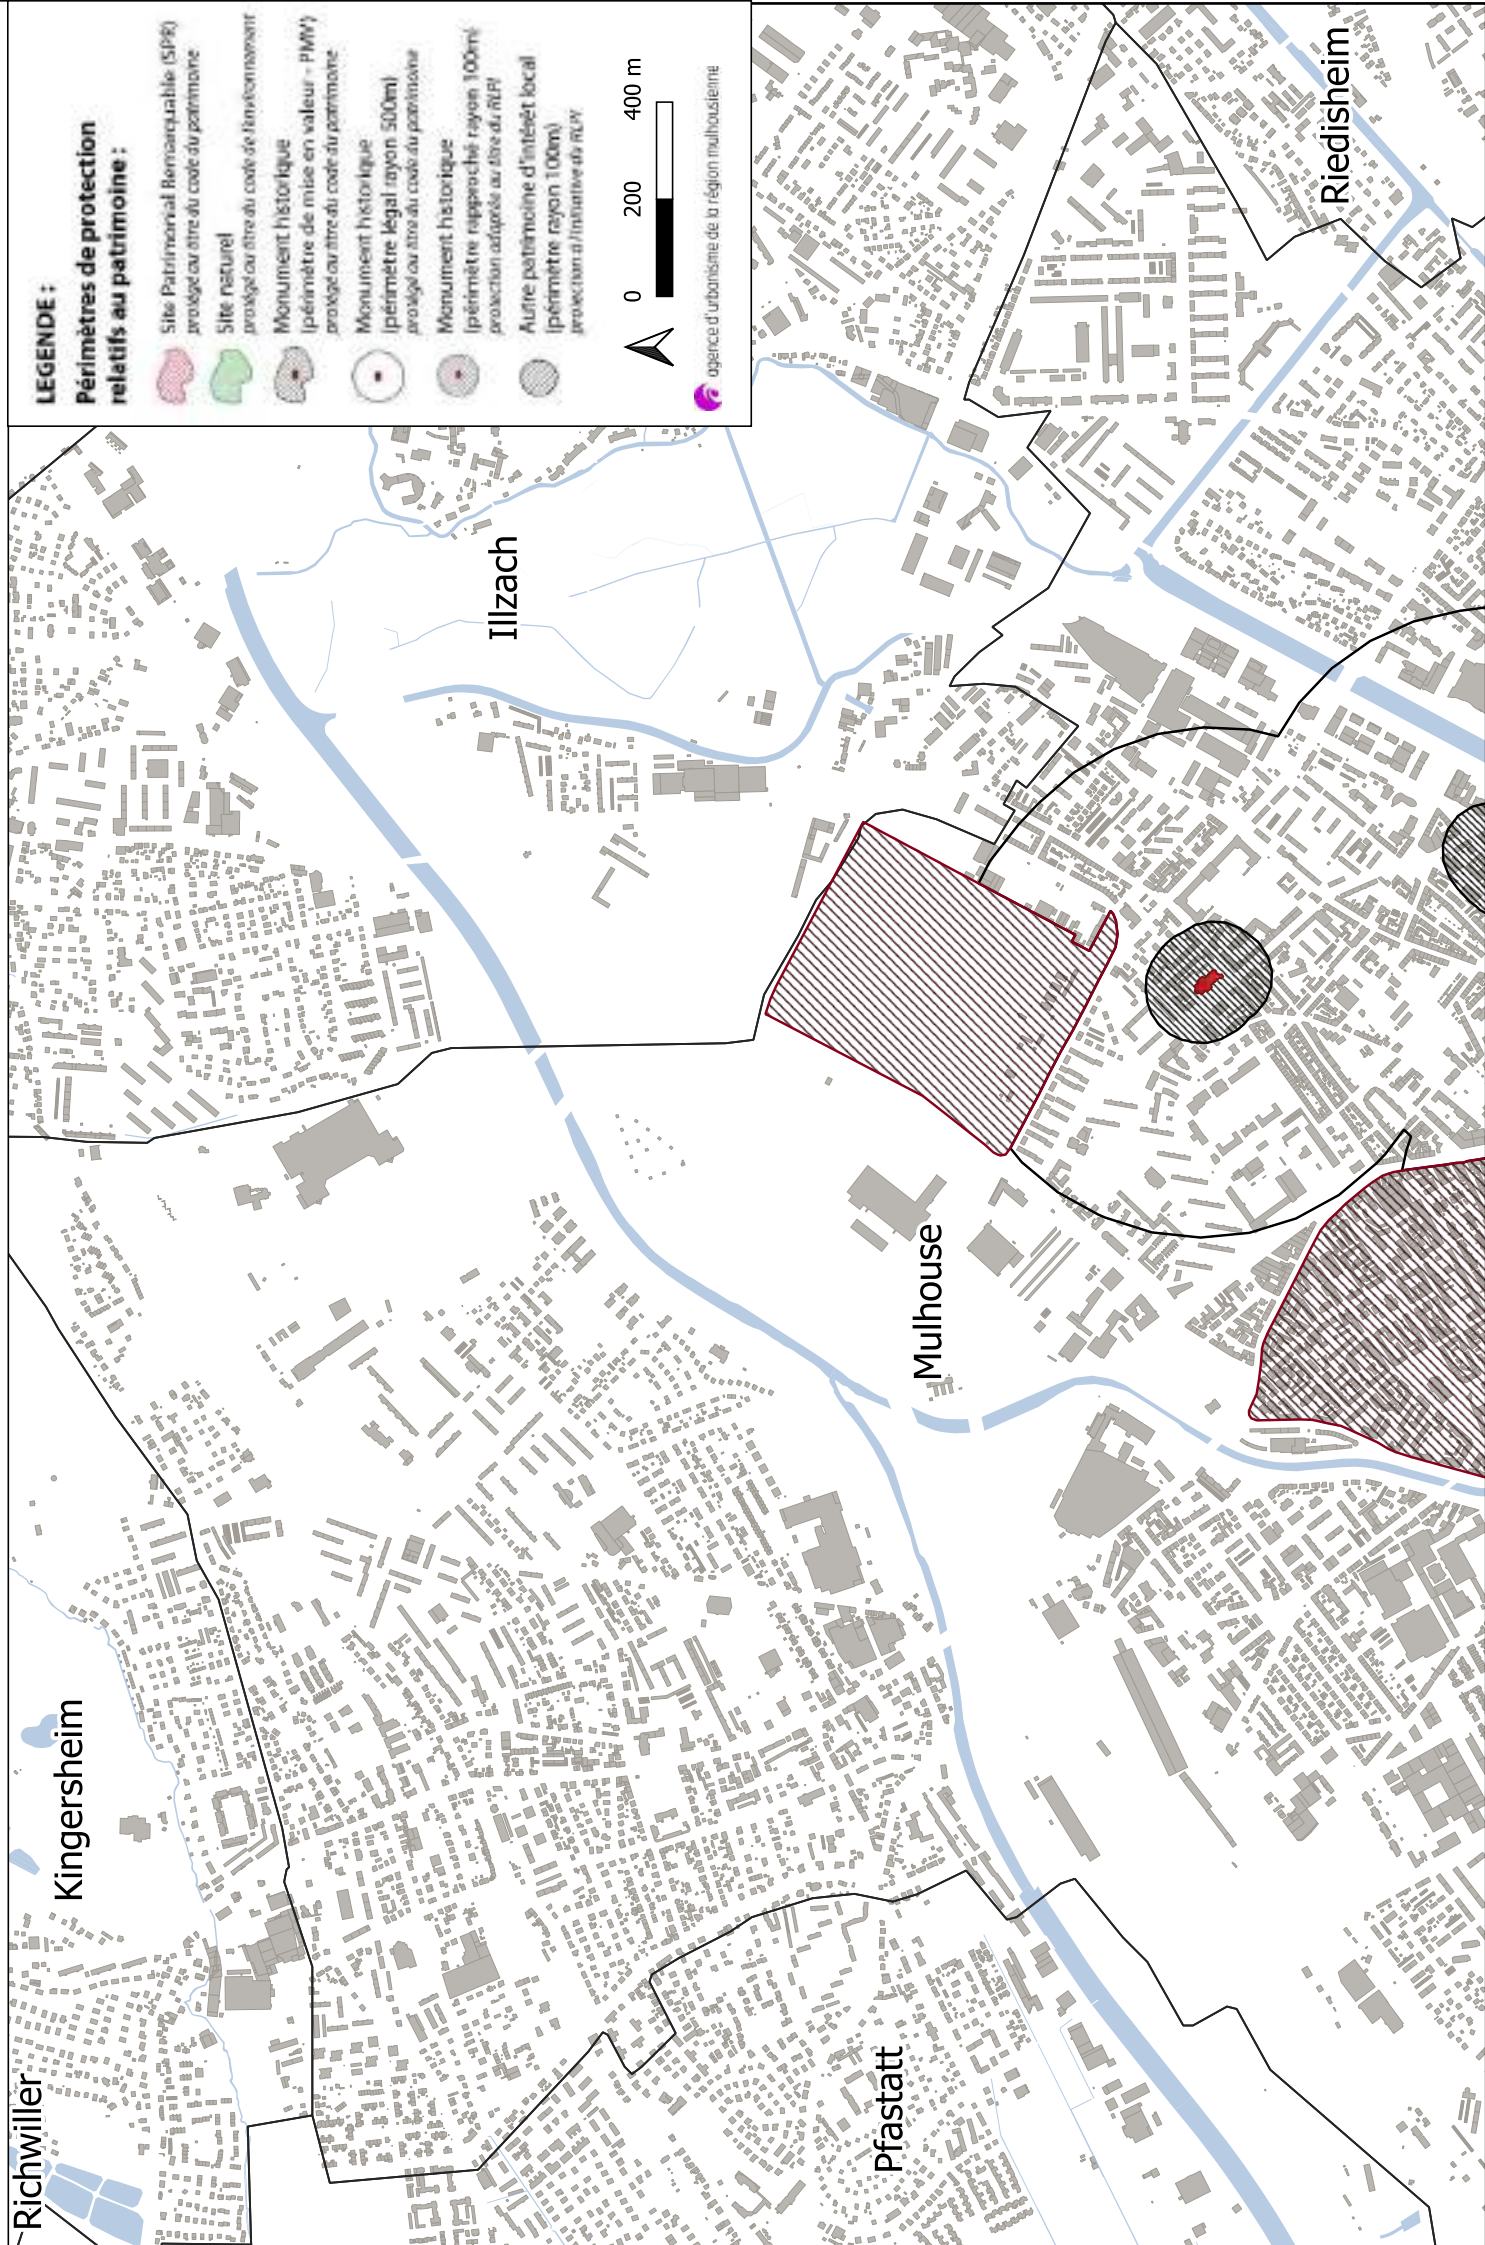 LEGENDE :
Périmètres de protection
relatifs au patrimoine :
Site Patrimonial Remarquable (SPR)
protégé au titre du code du patrimoine
Site naturel
protégé au titre du code de l'environnement
Monument historique
(périmètre de mise en valeur - PMV)
protégé au titre du code du patrimoine
Monument historique
(périmètre légal rayon 500m)
protégé au titre du code du patrimoine
Monument historique
(périmètre rapproché rayon 100m)
protection adaptée au titre du RLPi
Autre patrimoine d'intérêt local
(périmètre rayon 100m)
protection à l'initiative du RLPi
0 200 400 m
agence d'urbanisme de la région mulhousienne
Richwiller
Kingersheim
Illzach
Pfastatt
Mulhouse
Riedisheim